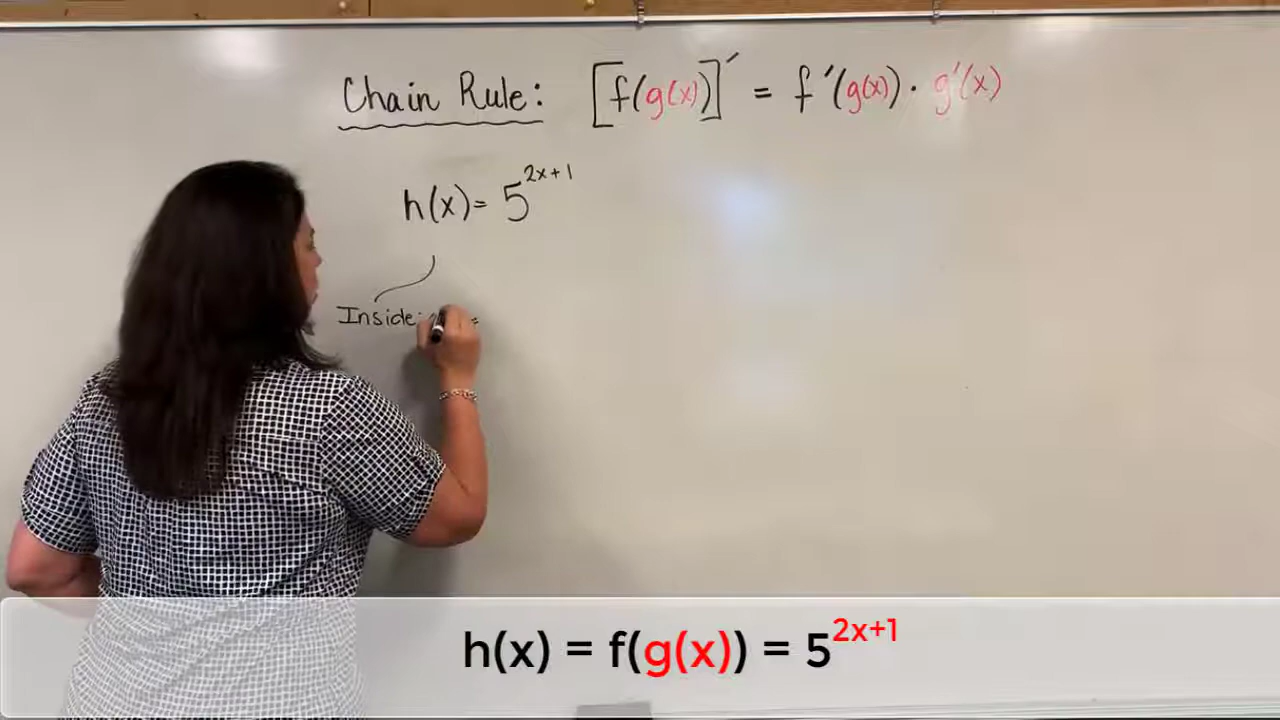 Chain Rule: [f(g(x))]′ = f′(g(x)) · g′(x)
h(x) = 5^{2x+1}
Inside: =
h(x) = f(g(x)) = 5^{2x+1}